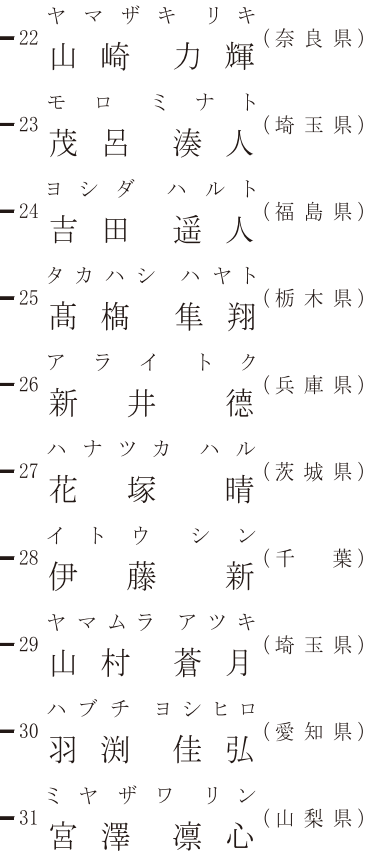 ヤマザキ リキ
22 山崎 力輝 (奈良県)
モロ ミナト
23 茂呂 湊人 (埼玉県)
ヨシダ ハルト
24 吉田 遥人 (福島県)
タカハシ ハヤト
25 髙橋 隼翔 (栃木県)
アライ トク
26 新井 德 (兵庫県)
ハナツカ ハル
27 花塚 晴 (茨城県)
イトウ シン
28 伊藤 新 (千葉)
ヤマムラ アツキ
29 山村 蒼月 (埼玉県)
ハブチ ヨシヒロ
30 羽渕 佳弘 (愛知県)
ミヤザワ リン
31 宮澤 凛心 (山梨県)